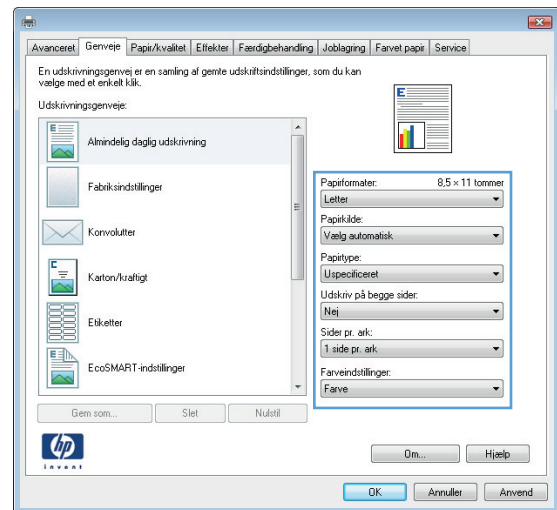 Avanceret Genveje Papir/kvalitet Effekter Færdigbehandling Joblagring Farvet papir Service
En udskrivningsgenvej er en samling af gemte udskriftsindstillinger, som du kan
vælge med et enkelt klik.
Udskrivningsgenveje:
E
Almindelig daglig udskrivning
Fabriksindstillinger
Konvolutter
Karton/kraftigt
Etiketter
EcoSMART-indstillinger
Gem som... Slet Nulstil
Papirformater: 8,5 × 11 tommer
Letter
Papirkilde:
Vælg automatisk
Papirtype:
Uspecificeret
Udskriv på begge sider:
Nej
Sider pr. ark:
1 side pr. ark
Farveindstillinger:
Farve
hp
invent
Om... Hjælp
OK Annuller Anvend